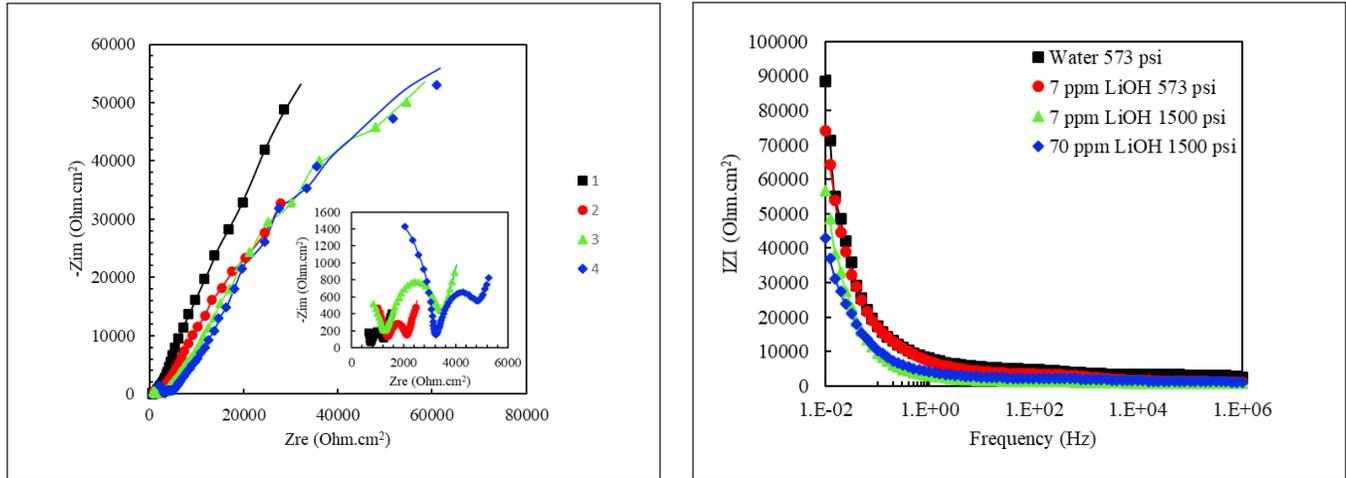 60000
50000
40000
30000
20000
10000
0
-Zim (Ohm.cm²)
0
20000
40000
60000
80000
Zre (Ohm.cm²)
1600
1400
1200
1000
800
600
400
200
0
-Zim (Ohm.cm²)
0
2000
4000
6000
Zre (Ohm.cm²)
1
2
3
4
100000
90000
80000
70000
60000
50000
40000
30000
20000
10000
0
IZI (Ohm.cm²)
Water 573 psi
7 ppm LiOH 573 psi
7 ppm LiOH 1500 psi
70 ppm LiOH 1500 psi
1.E-02
1.E+00
1.E+02
1.E+04
1.E+06
Frequency (Hz)